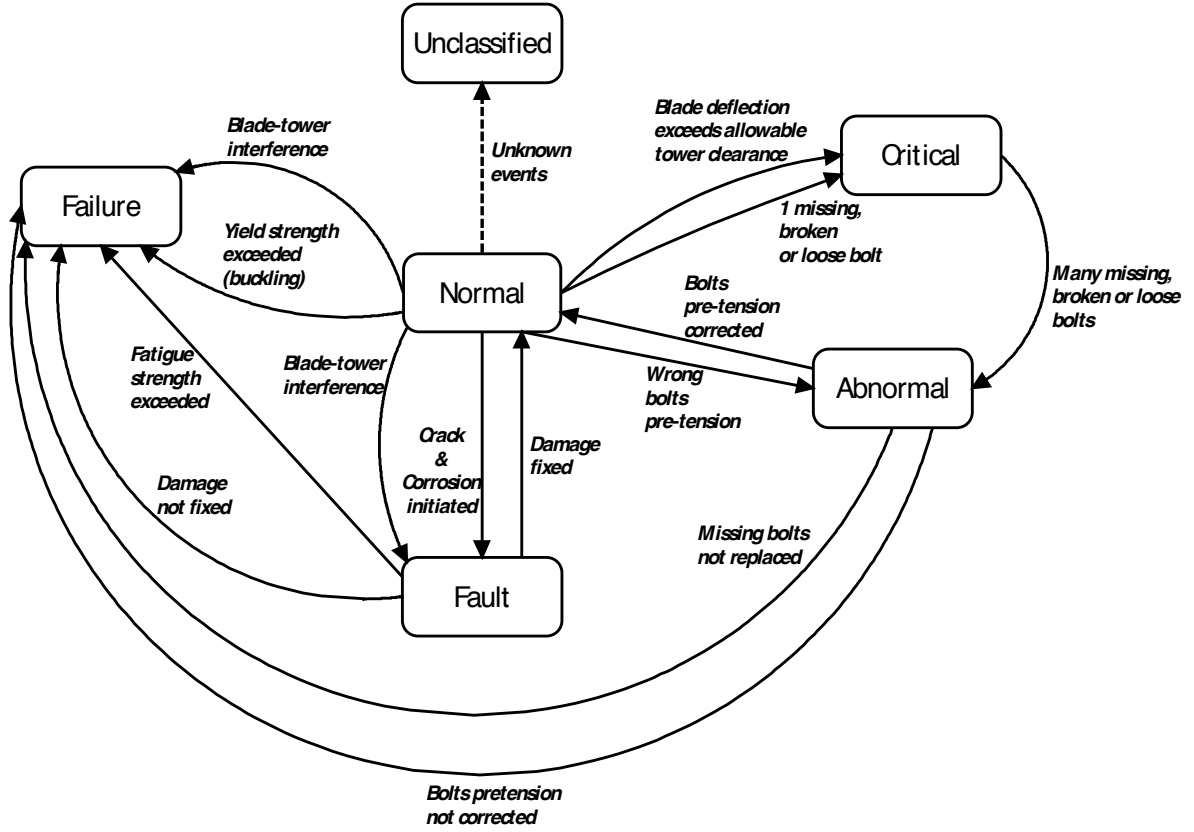 Unclassified
Blade-tower
interference
Unknown
events
Blade deflection
exceeds allowable
tower clearance
Critical
Failure
1 missing,
broken
or loose bolt
Yield strength
exceeded
(buckling)
Normal
Bolts
pre-tension
corrected
Many missing,
broken or loose
bolts
Fatigue
strength
exceeded
Blade-tower
interference
Wrong
bolts
pre-tension
Abnormal
Crack
&
Corrosion
initiated
Damage
fixed
Damage
not fixed
Missing bolts
not replaced
Fault
Bolts pretension
not corrected